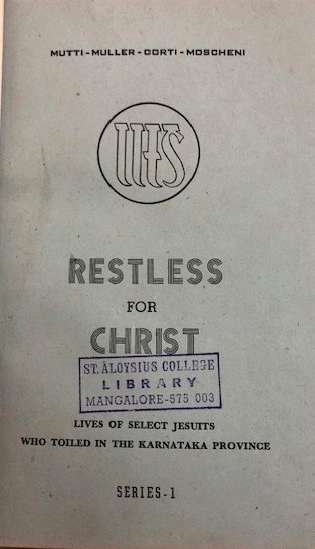 MUTTI - MULLER - CORTI - MOSCHENI
IHS
RESTLESS
FOR
CHRIST
ST. ALOYSIUS COLLEGE
LIBRARY
MANGALORE-575 003
LIVES OF SELECT JESUITS
WHO TOILED IN THE KARNATAKA PROVINCE
SERIES-1